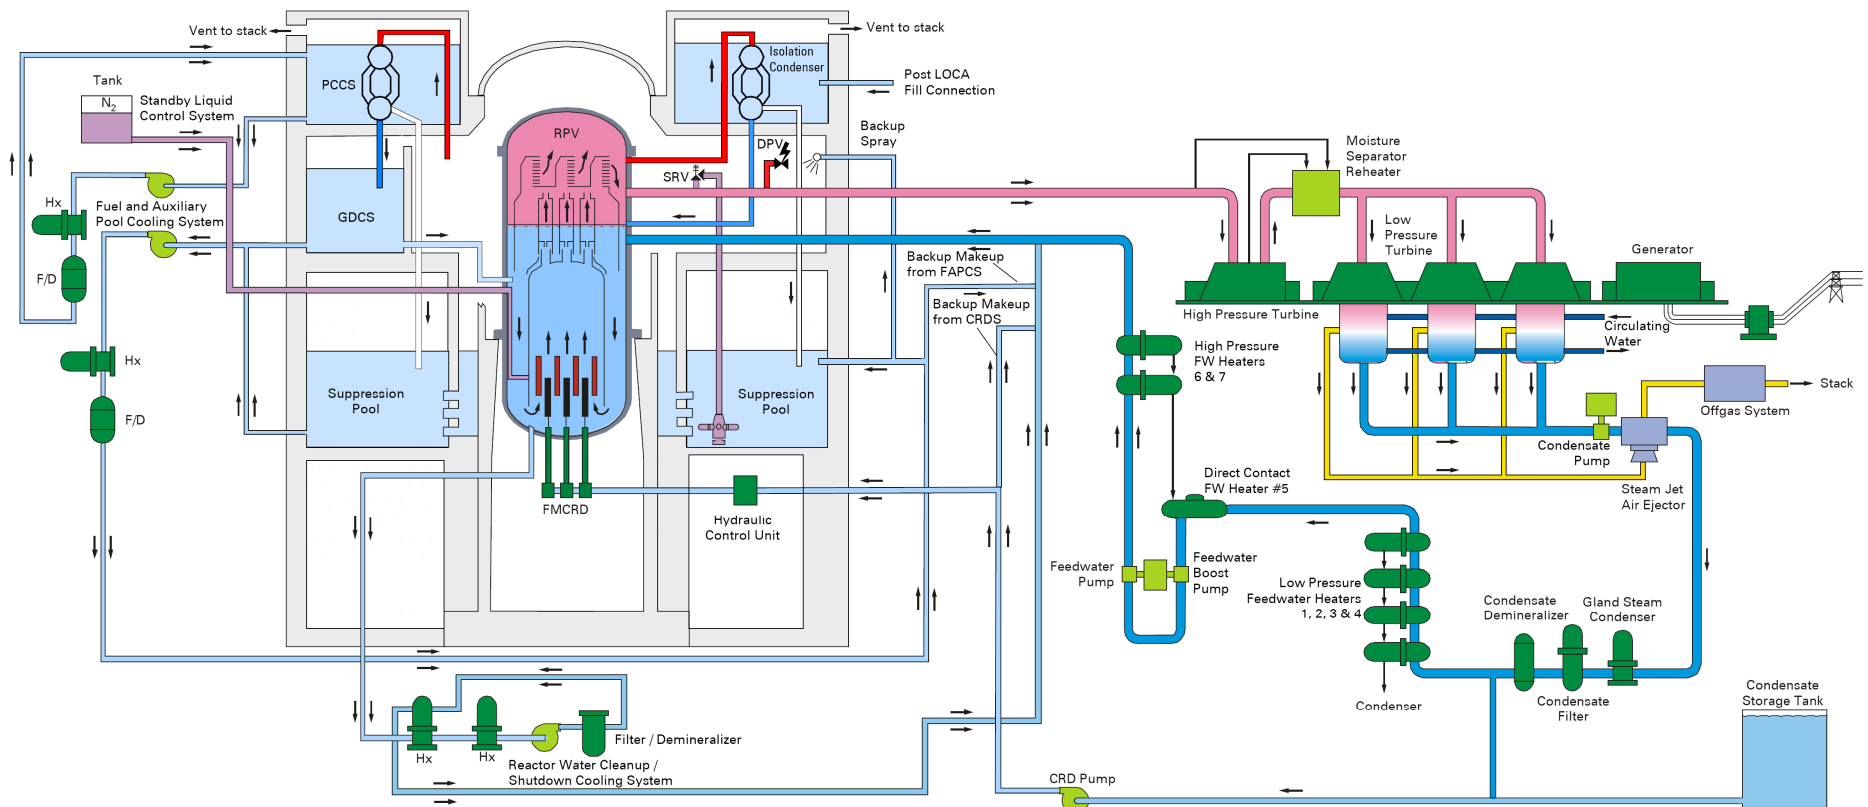 Vent to stack
Vent to stack
Tank
N2
Standby Liquid
Control System
PCCS
Isolation
Condenser
Post LOCA
Fill Connection
RPV
DPV
SRV
Backup
Spray
Moisture
Separator
Reheater
Hx
Fuel and Auxiliary
Pool Cooling System
GDCS
F/D
Low
Pressure
Turbine
Generator
Backup Makeup
from FAPCS
Backup Makeup
from CRDS
High Pressure Turbine
Circulating
Water
Hx
High Pressure
FW Heaters
6 & 7
Suppression
Pool
Suppression
Pool
F/D
Stack
Offgas System
Condensate
Pump
Steam Jet
Air Ejector
Direct Contact
FW Heater #5
FMCRD
Hydraulic
Control Unit
Feedwater
Pump
Feedwater
Boost
Pump
Low Pressure
Feedwater Heaters
1, 2, 3 & 4
Condensate
Demineralizer
Gland Steam
Condenser
Condenser
Condensate
Filter
Condensate
Storage Tank
Hx
Hx
Filter / Demineralizer
Reactor Water Cleanup /
Shutdown Cooling System
CRD Pump